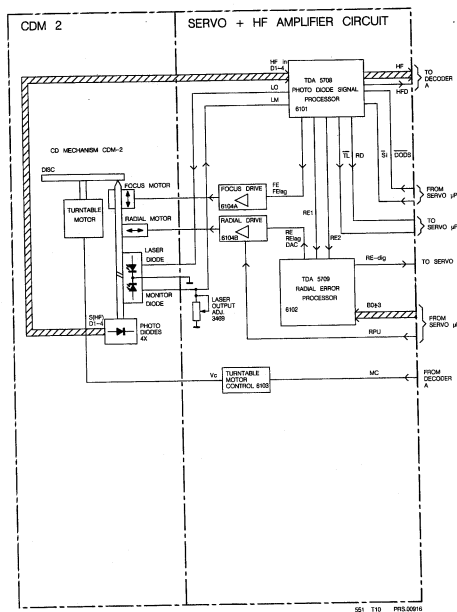 CDM 2
SERVO + HF AMPLIFIER CIRCUIT
HF in
D1-4
HF
HFD
TO
DECODER
A
TDA 5708
PHOTO DIODE SIGNAL
PROCESSOR
6101
LO
LM
TL
RD
Si
DODS
CD MECHANISM CDM-2
DISC
FOCUS MOTOR
TURNTABLE
MOTOR
RADIAL MOTOR
FOCUS DRIVE
6104A
FE
FElag
RADIAL DRIVE
6104B
RE
RElag
DAC
RE1
RE2
FROM
SERVO µP
TO
SERVO µP
LASER
DIODE
MONITOR
DIODE
LASER
OUTPUT
ADJ.
3469
TDA 5709
RADIAL ERROR
PROCESSOR
6102
RE-dig
TO SERVO
B0÷3
RPU
FROM
SERVO µP
S(HF)
D1-4
PHOTO
DIODES
4X
Vc
TURNTABLE
MOTOR
CONTROL 6103
MC
FROM
DECODER
A
551 T10 PRS.00916